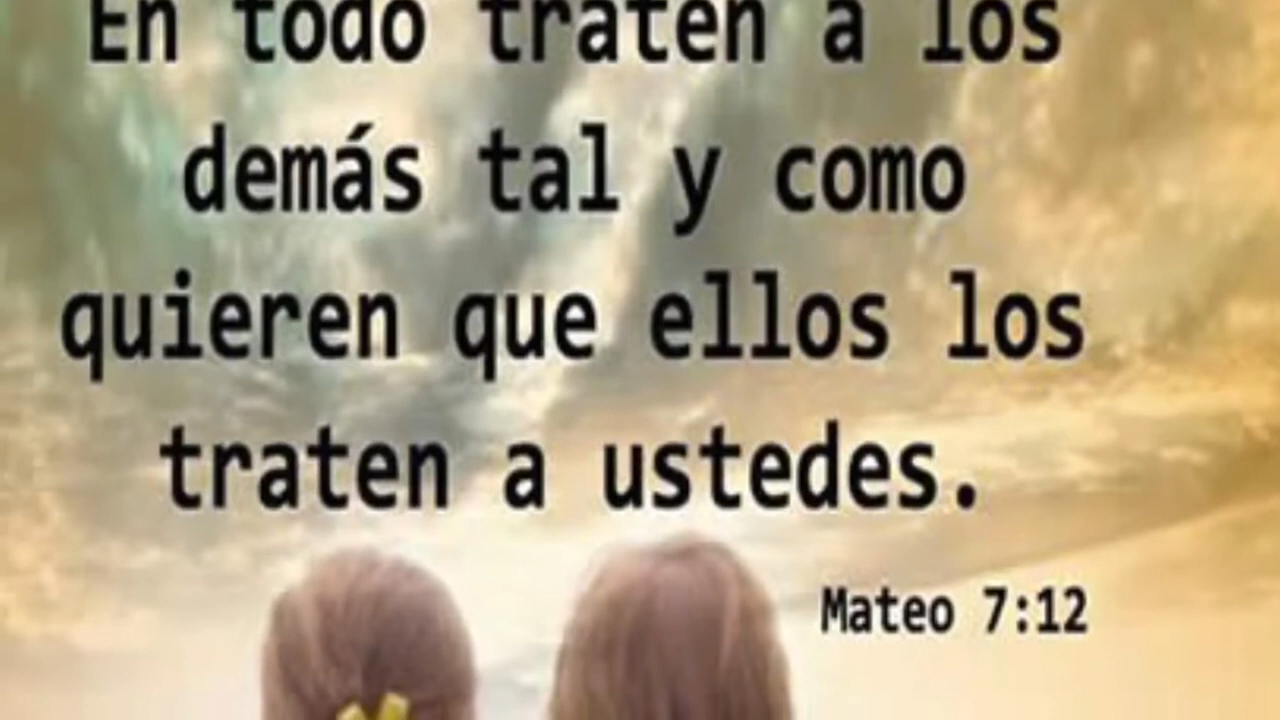 En todo traten a los
demás tal y como
quieren que ellos los
traten a ustedes.
Mateo 7:12